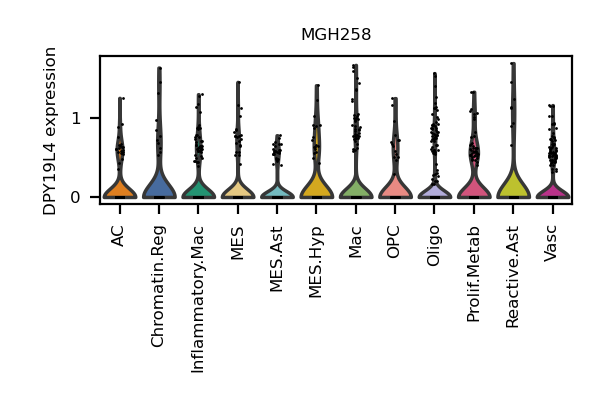 MGH258
DPY19L4 expression
1
0
AC
Chromatin.Reg
Inflammatory.Mac
MES
MES.Ast
MES.Hyp
Mac
OPC
Oligo
Prolif.Metab
Reactive.Ast
Vasc